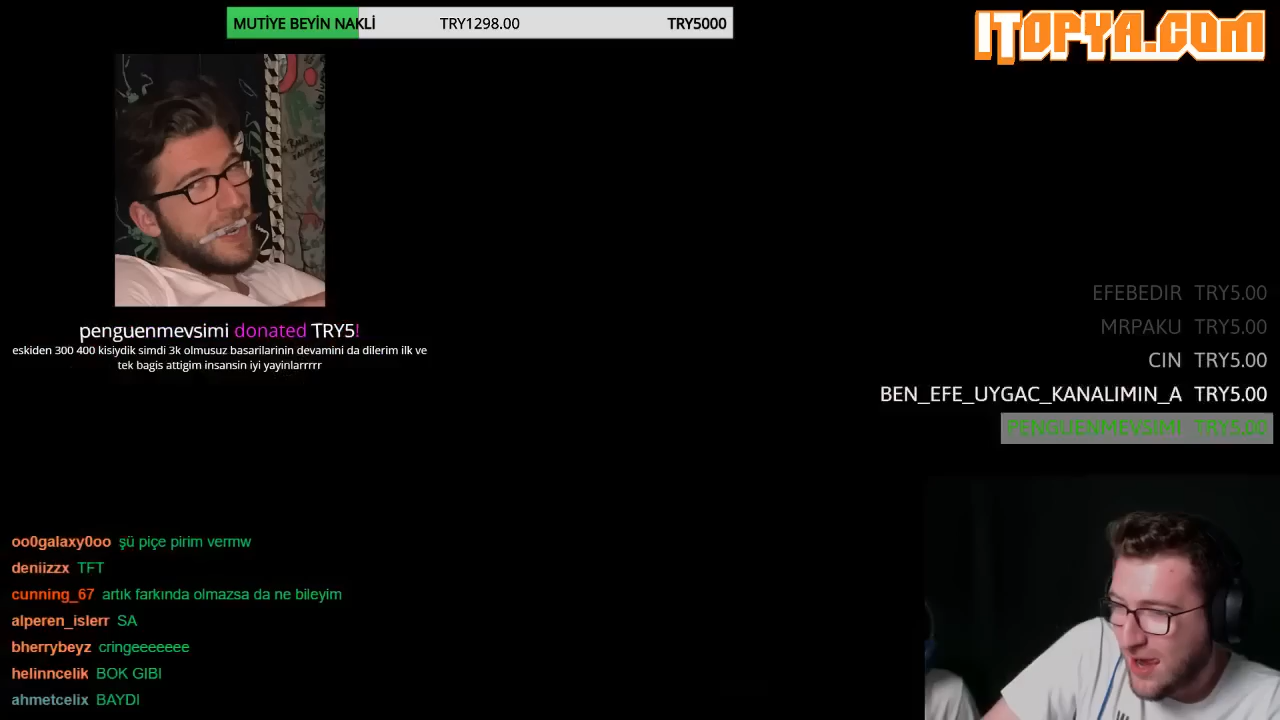 MUTİYE BEYİN NAKLİ TRY1298.00 TRY5000
ITOPYA.COM
penguenmevsimi donated TRY5!
eskiden 300 400 kisiydik simdi 3k olmusuz basarilarinin devamini da dilerim ilk ve
tek bagis attigim insansin iyi yayinlarrrrr
EFEBEDIR TRY5.00
MRPAKU TRY5.00
CIN TRY5.00
BEN_EFE_UYGAC_KANALIMIN_A TRY5.00
PENGUENMEVSIMI TRY5.00
oo0galaxy0oo şü piçe pirim vermw
deniizzx TFT
cunning_67 artık farkında olmazsa da ne bileyim
alperen_islerr SA
bherrybeyz cringeeeeeee
helinncelik BOK GIBI
ahmetcelix BAYDI